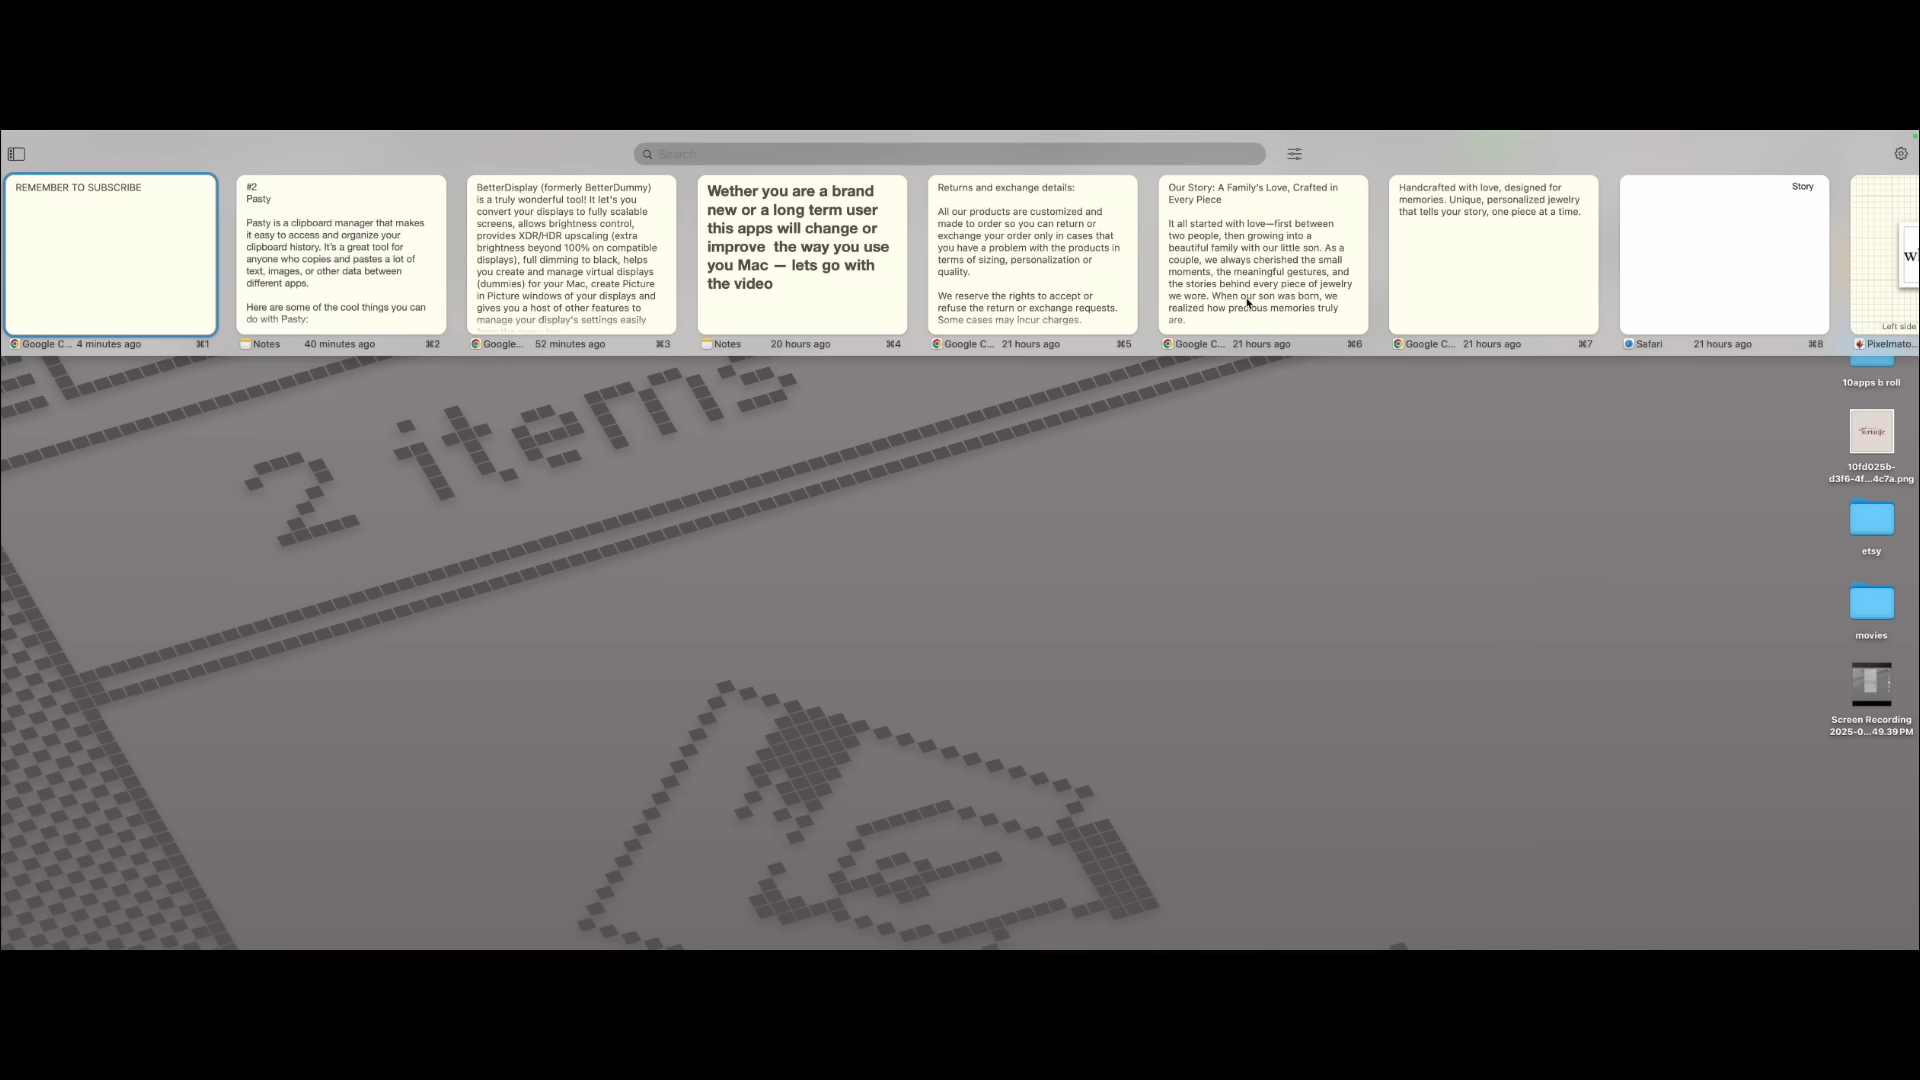 Search
REMEMBER TO SUBSCRIBE
Google C... 4 minutes ago ⌘1
#2
Pasty
Pasty is a clipboard manager that makes
it easy to access and organize your
clipboard history. It's a great tool for
anyone who copies and pastes a lot of
text, images, or other data between
different apps.
Here are some of the cool things you can
do with Pasty:
Notes 40 minutes ago ⌘2
BetterDisplay (formerly BetterDummy)
is a truly wonderful tool! It let's you
convert your displays to fully scalable
screens, allows brightness control,
provides XDR/HDR upscaling (extra
brightness beyond 100% on compatible
displays), full dimming to black, helps
you create and manage virtual displays
(dummies) for your Mac, create Picture
in Picture windows of your displays and
gives you a host of other features to
manage your display's settings easily
Google... 52 minutes ago ⌘3
Wether you are a brand
new or a long term user
this apps will change or
improve the way you use
you Mac — lets go with
the video
Notes 20 hours ago ⌘4
Returns and exchange details:
All our products are customized and
made to order so you can return or
exchange your order only in cases that
you have a problem with the products in
terms of sizing, personalization or
quality.
We reserve the rights to accept or
refuse the return or exchange requests.
Some cases may incur charges.
Google C... 21 hours ago ⌘5
Our Story: A Family's Love, Crafted in
Every Piece
It all started with love—first between
two people, then growing into a
beautiful family with our little son. As a
couple, we always cherished the small
moments, the meaningful gestures, and
the stories behind every piece of jewelry
we wore. When our son was born, we
realized how precious memories truly
are.
Google C... 21 hours ago ⌘6
Handcrafted with love, designed for
memories. Unique, personalized jewelry
that tells your story, one piece at a time.
Google C... 21 hours ago ⌘7
Story
Safari 21 hours ago ⌘8
Left side
Pixelmato...
2 items
10apps b roll
10fd025b-
d3f6-4f...4c7a.png
etsy
movies
Screen Recording
2025-0...49.39 PM